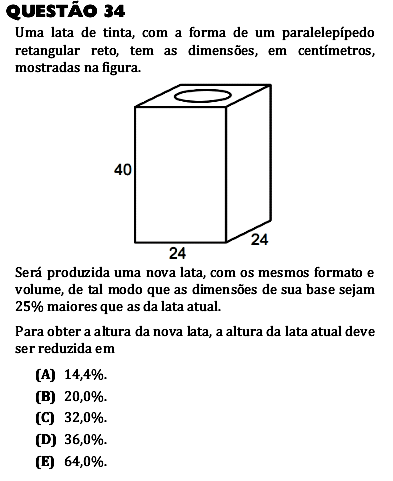 QUESTÃO 34
Uma lata de tinta, com a forma de um paralelepípedo
retangular reto, tem as dimensões, em centímetros,
mostradas na figura.
40
24
24
Será produzida uma nova lata, com os mesmos formato e
volume, de tal modo que as dimensões de sua base sejam
25% maiores que as da lata atual.
Para obter a altura da nova lata, a altura da lata atual deve
ser reduzida em
(A) 14,4%.
(B) 20,0%.
(C) 32,0%.
(D) 36,0%.
(E) 64,0%.